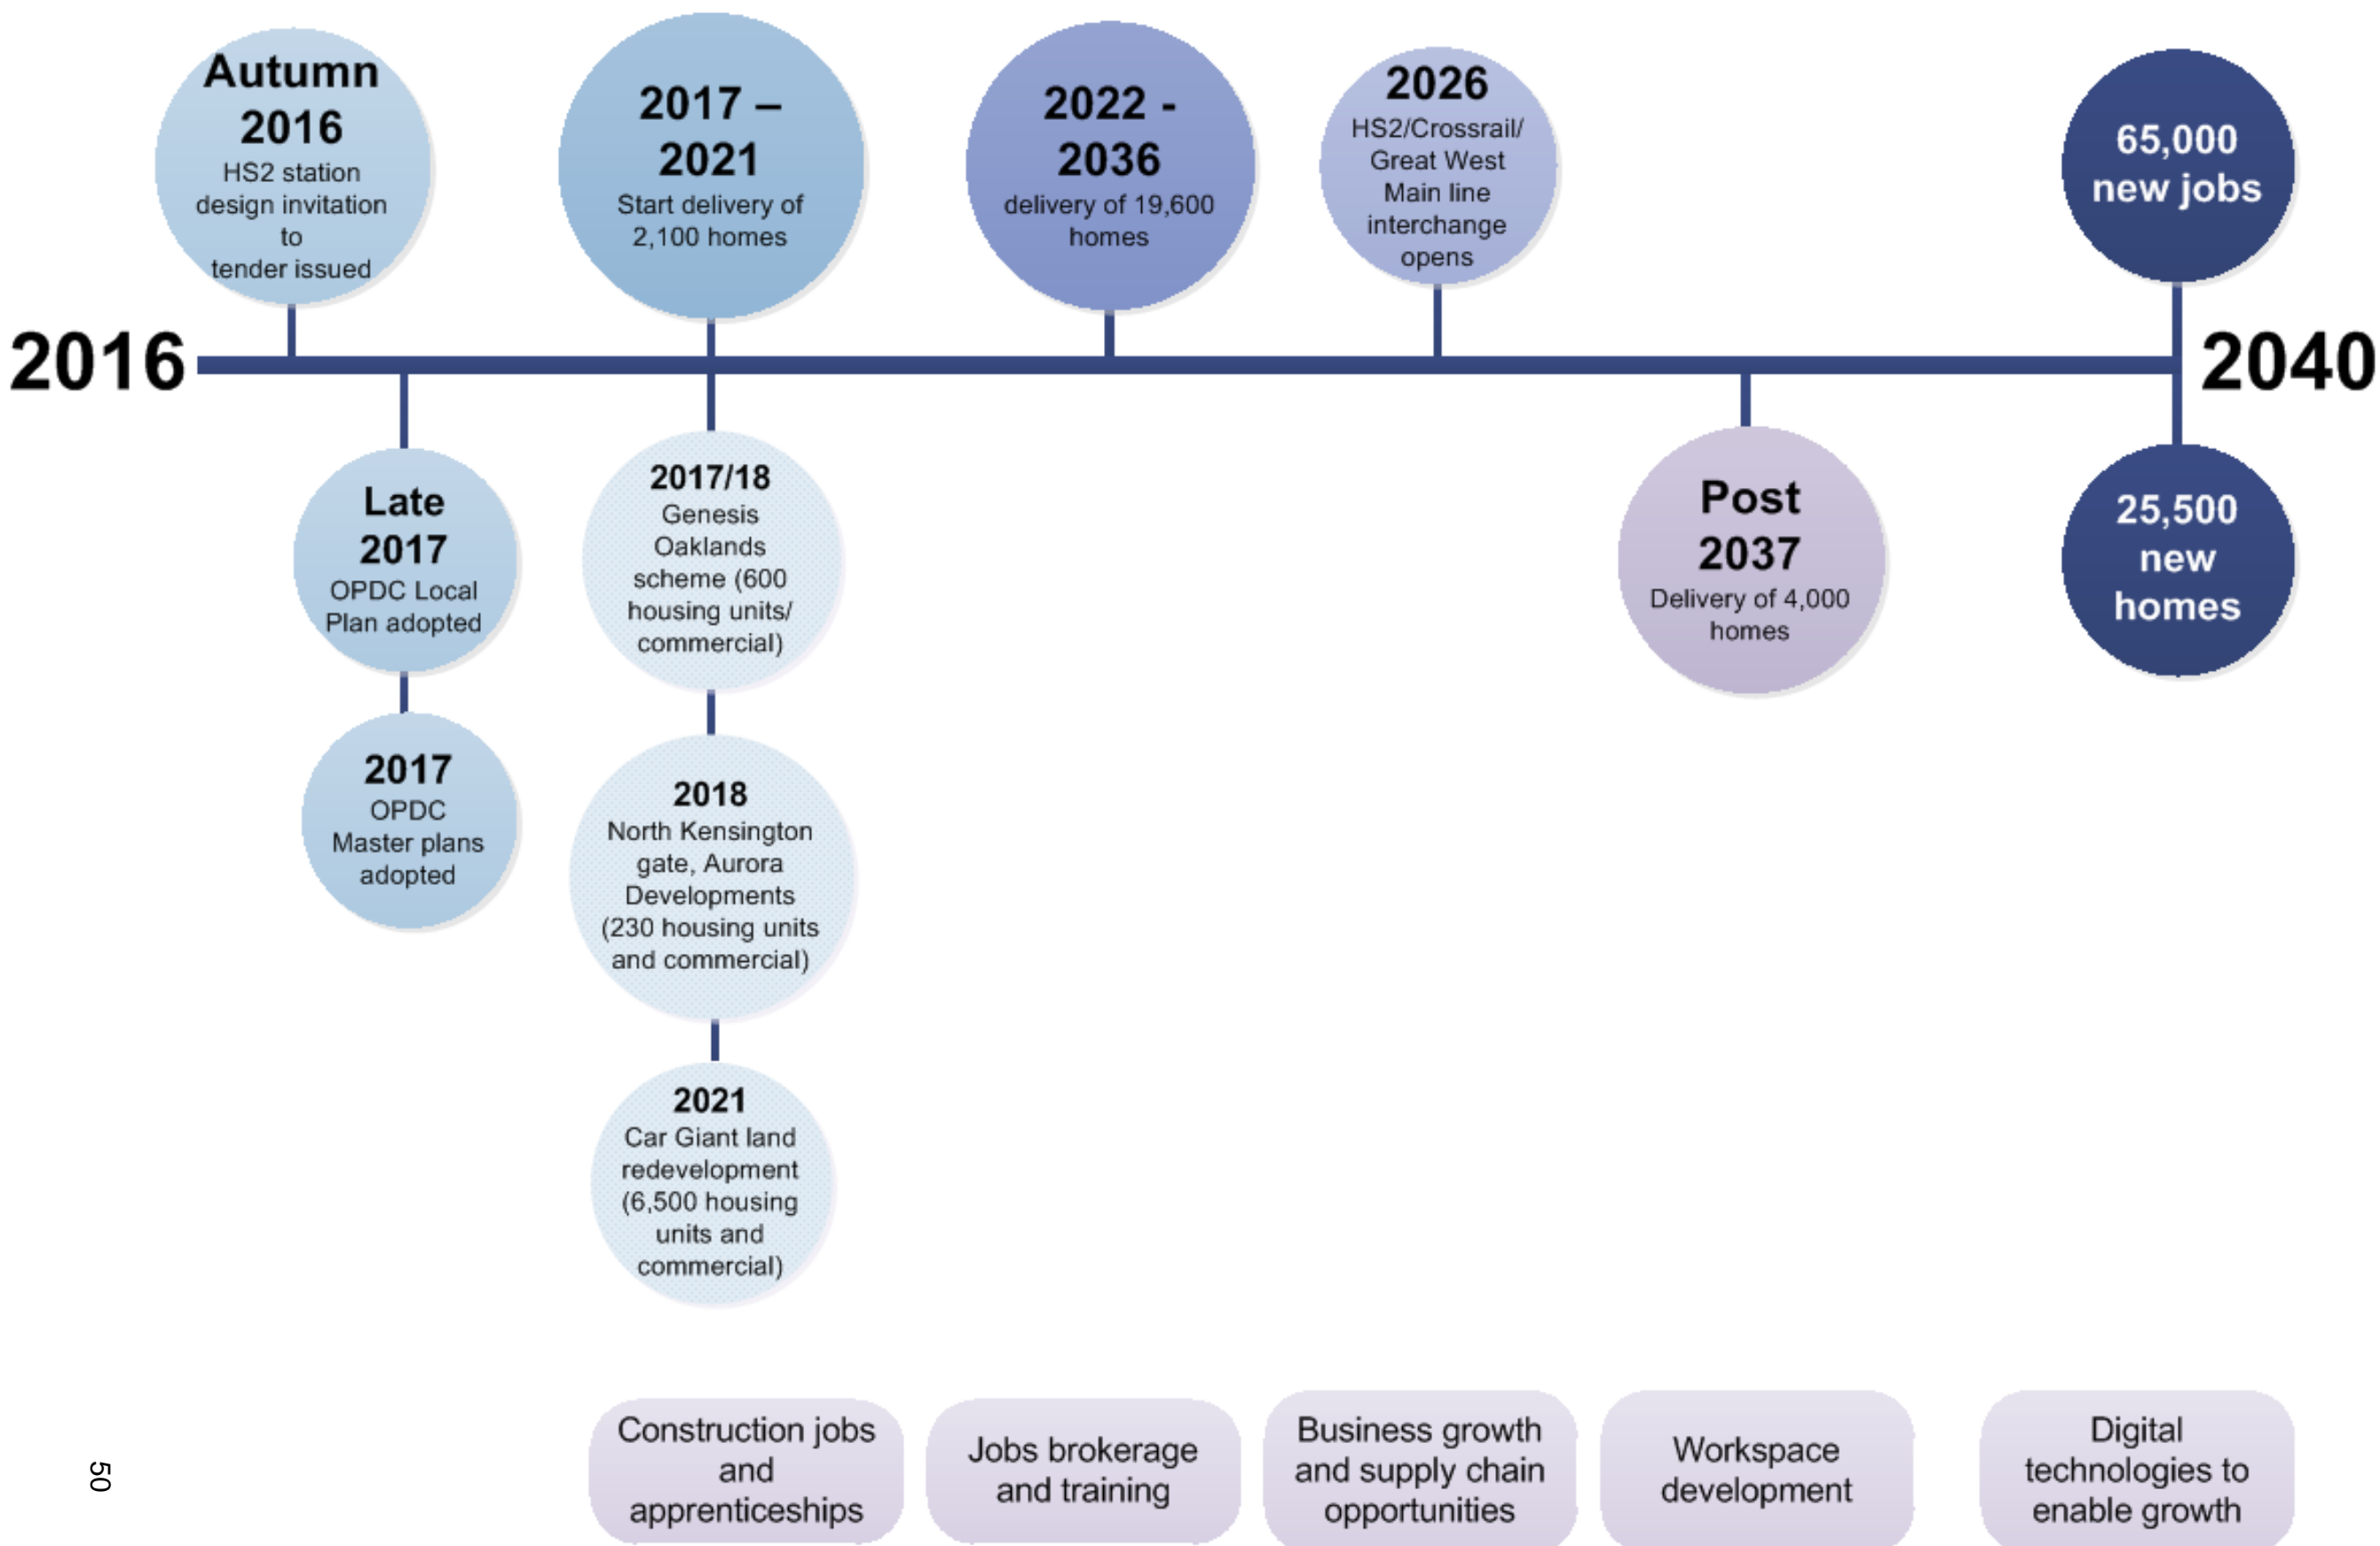 Autumn
2016
HS2 station
design invitation
to
tender issued
2017 –
2021
Start delivery of
2,100 homes
2022 -
2036
delivery of 19,600
homes
2026
HS2/Crossrail/
Great West
Main line
interchange
opens
65,000
new jobs
2016
2040
Late
2017
OPDC Local
Plan adopted
2017
OPDC
Master plans
adopted
2017/18
Genesis
Oaklands
scheme (600
housing units/
commercial)
2018
North Kensington
gate, Aurora
Developments
(230 housing units
and commercial)
2021
Car Giant land
redevelopment
(6,500 housing
units and
commercial)
Post
2037
Delivery of 4,000
homes
25,500
new
homes
Construction jobs
and
apprenticeships
Jobs brokerage
and training
Business growth
and supply chain
opportunities
Workspace
development
Digital
technologies to
enable growth
50